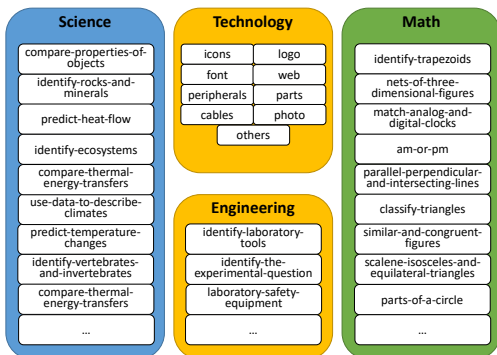 Science
compare-properties-of-
objects
identify-rocks-and-
minerals
predict-heat-flow
identify-ecosystems
compare-thermal-
energy-transfers
use-data-to-describe-
climates
predict-temperature-
changes
identify-vertebrates-
and-invertebrates
compare-thermal-
energy-transfers
...
Technology
icons
logo
font
web
peripherals
parts
cables
photo
others
Engineering
identify-laboratory-
tools
identify-the-
experimental-question
laboratory-safety-
equipment
...
Math
identify-trapezoids
nets-of-three-
dimensional-figures
match-analog-and-
digital-clocks
am-or-pm
parallel-perpendicular-
and-intersecting-lines
classify-triangles
similar-and-congruent-
figures
scalene-isosceles-and-
equilateral-triangles
parts-of-a-circle
...